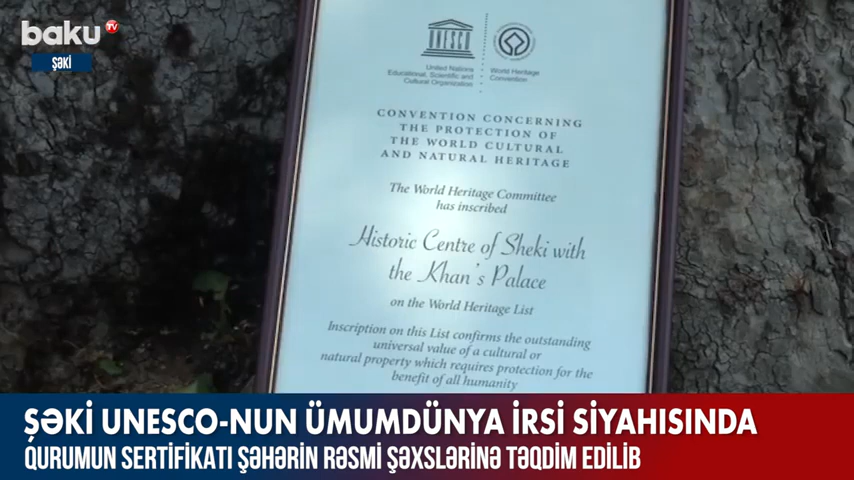 baku TV
ŞƏKİ
UNESCO
United Nations
Educational, Scientific and
Cultural Organization
World Heritage
Convention
CONVENTION CONCERNING
THE PROTECTION OF
THE WORLD CULTURAL
AND NATURAL HERITAGE
The World Heritage Committee
has inscribed
Historic Centre of Sheki with
the Khan's Palace
on the World Heritage List
Inscription on this List confirms the outstanding
universal value of a cultural or
natural property which requires protection for the
benefit of all humanity
ŞƏKİ UNESCO-NUN ÜMUMDÜNYA İRSİ SİYAHISINDA
QURUMUN SERTİFİKATI ŞƏHƏRİN RƏSMİ ŞƏXSLƏRİNƏ TƏQDİM EDİLİB